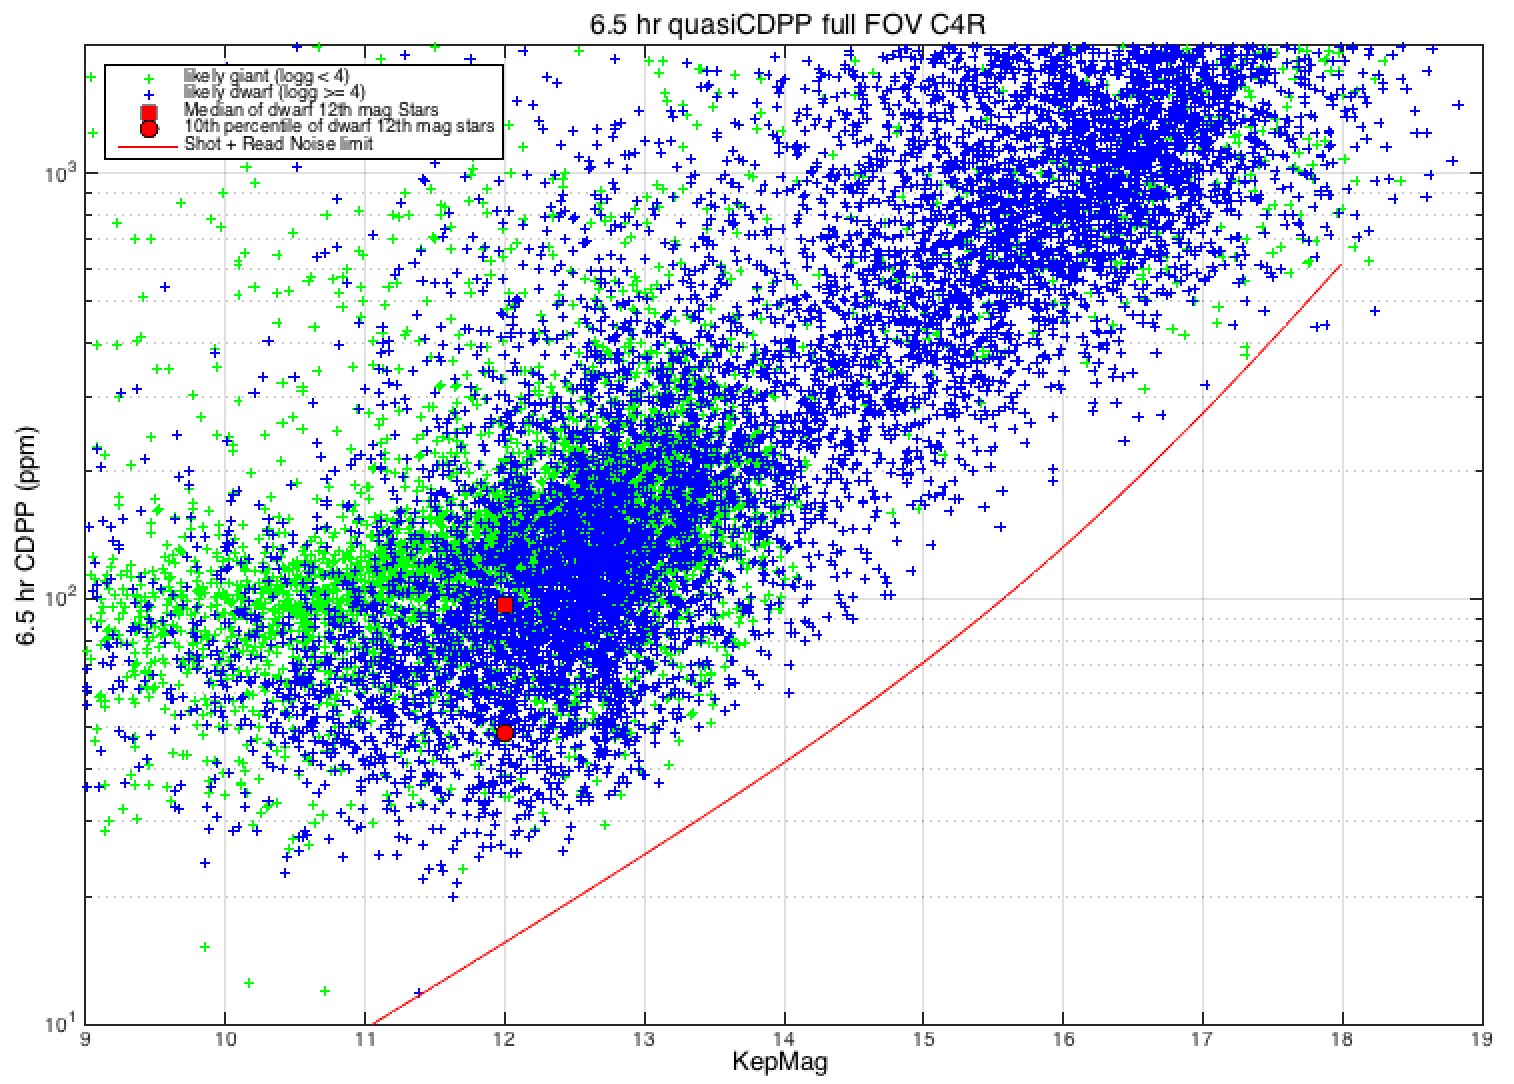 6.5 hr quasiCDPP full FOV C4R
likely giant (logg < 4)
likely dwarf (logg >= 4)
Median of dwarf 12th mag Stars
10th percentile of dwarf 12th mag stars
Shot + Read Noise limit
6.5 hr CDPP (ppm)
10³
10²
10¹
9 10 11 12 13 14 15 16 17 18 19
KepMag